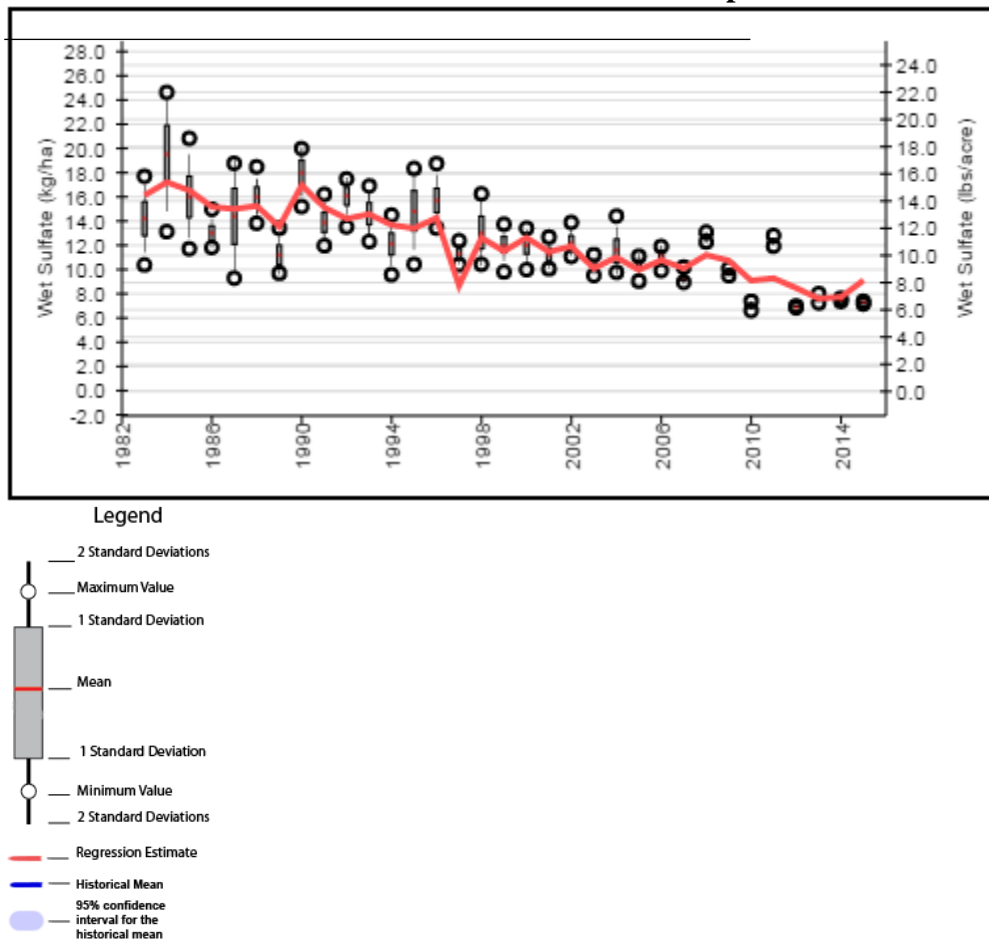 28.0
26.0
24.0
22.0
20.0
18.0
16.0
14.0
12.0
10.0
8.0
6.0
4.0
2.0
0.0
-2.0
Wet Sulfate (kg/ha)
24.0
22.0
20.0
18.0
16.0
14.0
12.0
10.0
8.0
6.0
4.0
2.0
0.0
Wet Sulfate (lbs/acre)
1982
1986
1990
1994
1998
2002
2006
2010
2014
Legend
2 Standard Deviations
Maximum Value
1 Standard Deviation
Mean
1 Standard Deviation
Minimum Value
2 Standard Deviations
Regression Estimate
Historical Mean
95% confidence
interval for the
historical mean